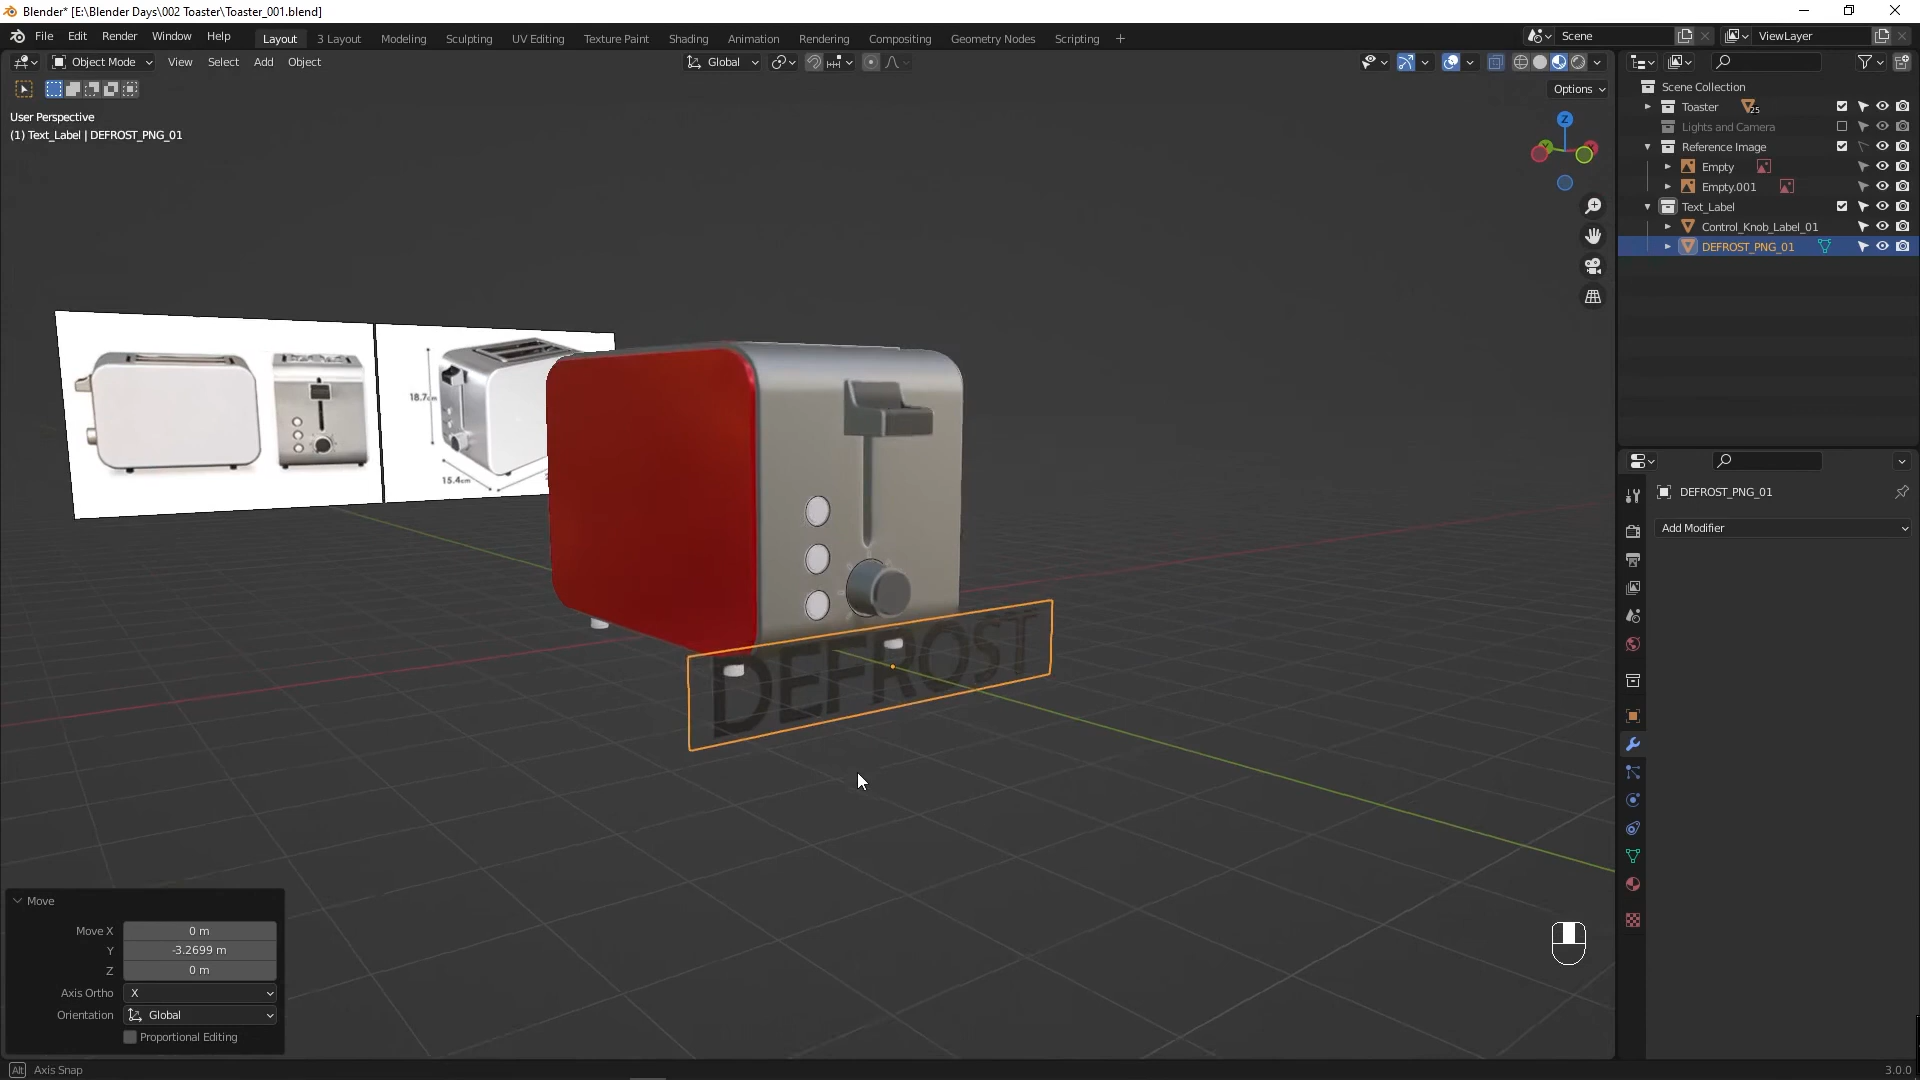 Blender* [E:\Blender Days\002 Toaster\Toaster_001.blend]
File Edit Render Window Help
Layout 3 Layout Modeling Sculpting UV Editing Texture Paint Shading Animation Rendering Compositing Geometry Nodes Scripting +
Scene ViewLayer
Object Mode View Select Add Object
Global
Options
User Perspective
(1) Text_Label | DEFROST_PNG_01
Z
Y
Scene Collection
Toaster 25
Lights and Camera
Reference Image
Empty
Empty.001
Text_Label
Control_Knob_Label_01
DEFROST_PNG_01
DEFROST_PNG_01
Add Modifier
18.7cm
15.4cm
DEFROST
Move
Move X 0 m
Y -3.2699 m
Z 0 m
Axis Ortho X
Orientation Global
Proportional Editing
Alt Axis Snap
3.0.0